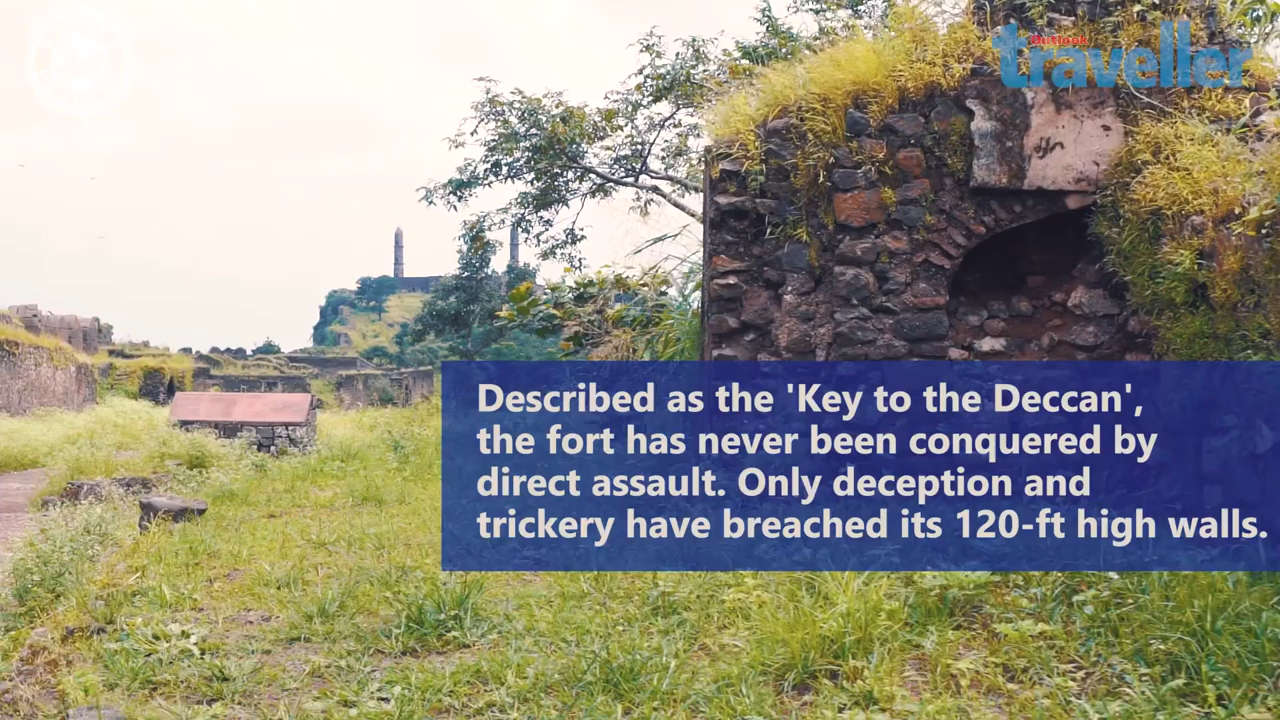 Outlook
traveller
Described as the 'Key to the Deccan',
the fort has never been conquered by
direct assault. Only deception and
trickery have breached its 120-ft high walls.